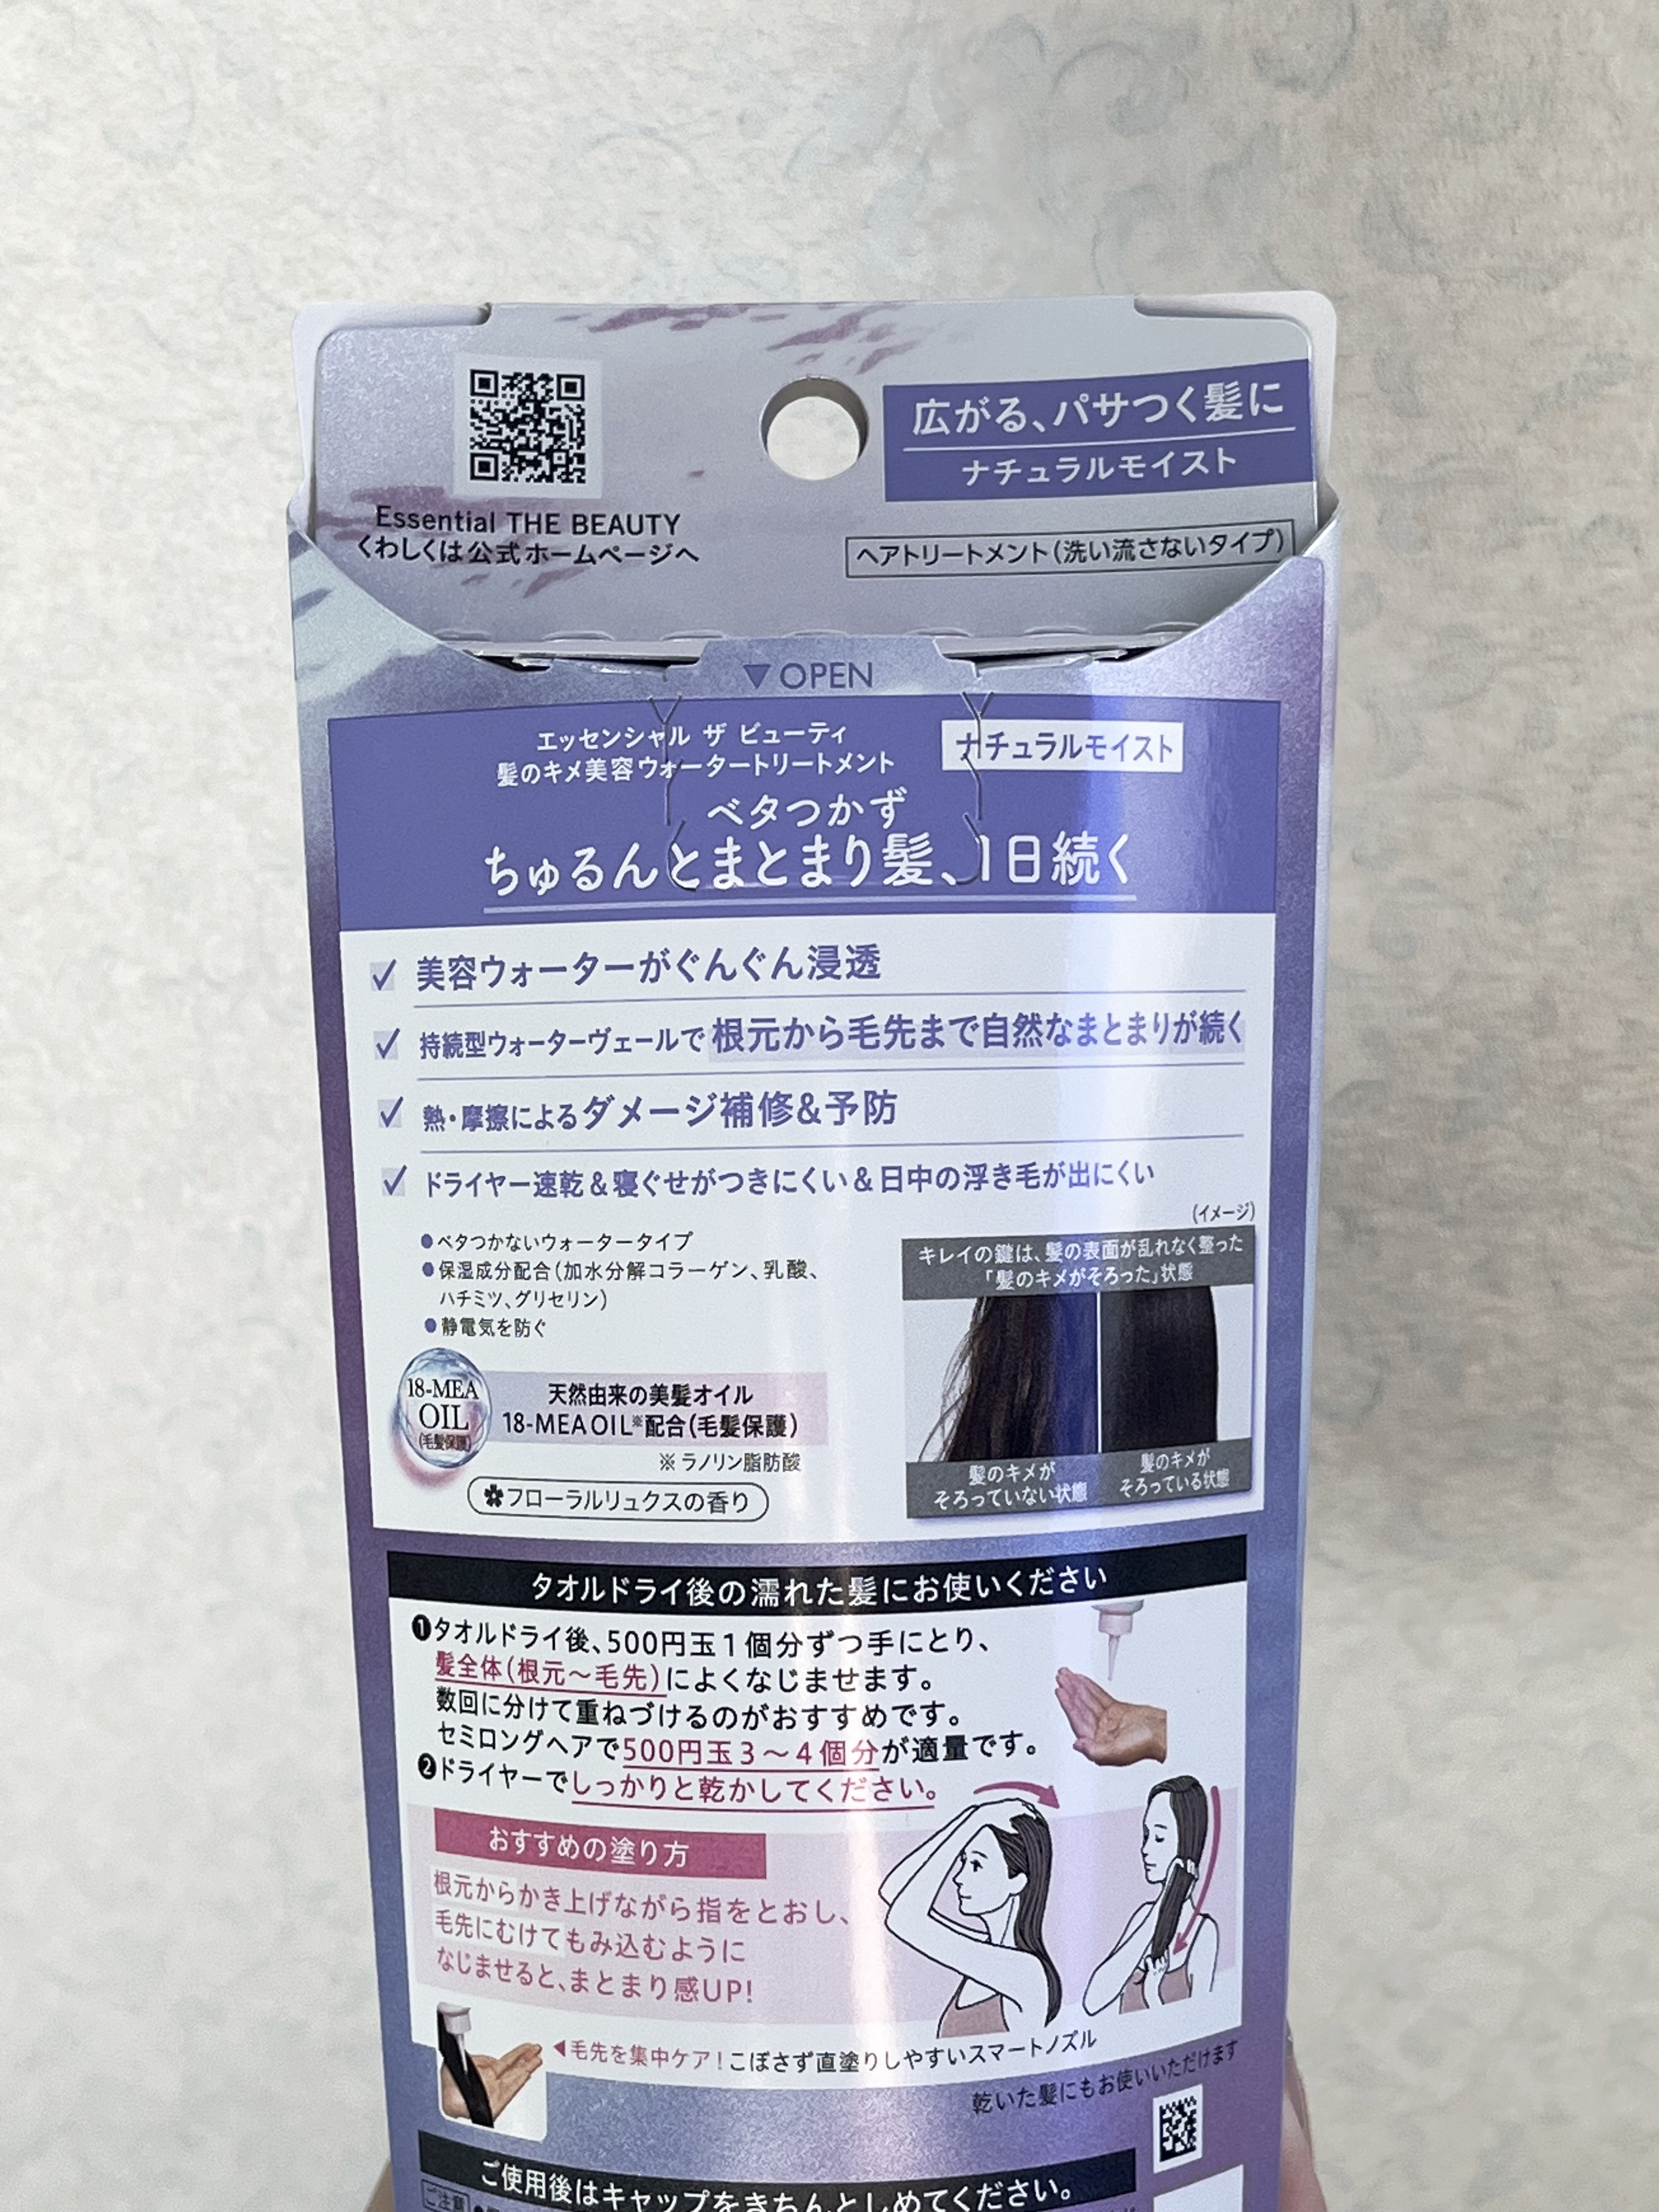 Essential THE BEAUTY
くわしくは公式ホームページへ
広がる、パサつく髪に
ナチュラルモイスト
ヘアトリートメント(洗い流さないタイプ)
▼OPEN
エッセンシャル ザ ビューティ
髪のキメ美容ウォータートリートメント
ナチュラルモイスト
ベタつかず
ちゅるんとまとまり髪、1日続く
✓ 美容ウォーターがぐんぐん浸透
✓ 持続型ウォーターヴェールで根元から毛先まで自然なまとまりが続く
✓ 熱・摩擦によるダメージ補修&予防
✓ ドライヤー速乾&寝ぐせがつきにくい&日中の浮き毛が出にくい
●ベタつかないウォータータイプ
●保湿成分配合(加水分解コラーゲン、乳酸、
ハチミツ、グリセリン)
●静電気を防ぐ
18-MEA
OIL
(毛髪保護)
天然由来の美髪オイル
18-MEA OIL※配合(毛髪保護)
※ラノリン脂肪酸
フローラルリュクスの香り
(イメージ)
キレイの鍵は、髪の表面が乱れなく整った
「髪のキメがそろった」状態
髪のキメが
そろっていない状態
髪のキメが
そろっている状態
タオルドライ後の濡れた髪にお使いください
❶タオルドライ後、500円玉1個分ずつ手にとり、
髪全体(根元~毛先)によくなじませます。
数回に分けて重ねづけるのがおすすめです。
セミロングヘアで500円玉3~4個分が適量です。
❷ドライヤーでしっかりと乾かしてください。
おすすめの塗り方
根元からかき上げながら指をとおし、
毛先にむけてもみ込むように
なじませると、まとまり感UP!
◀毛先を集中ケア!こぼさず直塗りしやすいスマートノズル
乾いた髪にもお使いいただけます
ご使用後はキャップをきちんとしめてください。
ご注意